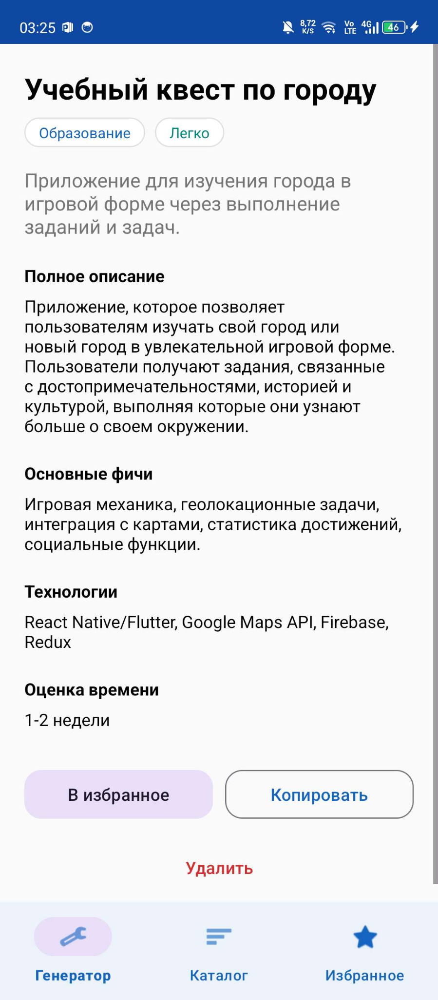 03:25
8,72 K/S
Vo LTE
4G
46
Учебный квест по городу
Образование
Легко
Приложение для изучения города в
игровой форме через выполнение
заданий и задач.
Полное описание
Приложение, которое позволяет
пользователям изучать свой город или
новый город в увлекательной игровой форме.
Пользователи получают задания, связанные
с достопримечательностями, историей и
культурой, выполняя которые они узнают
больше о своем окружении.
Основные фичи
Игровая механика, геолокационные задачи,
интеграция с картами, статистика достижений,
социальные функции.
Технологии
React Native/Flutter, Google Maps API, Firebase,
Redux
Оценка времени
1-2 недели
В избранное
Копировать
Удалить
Генератор
Каталог
Избранное